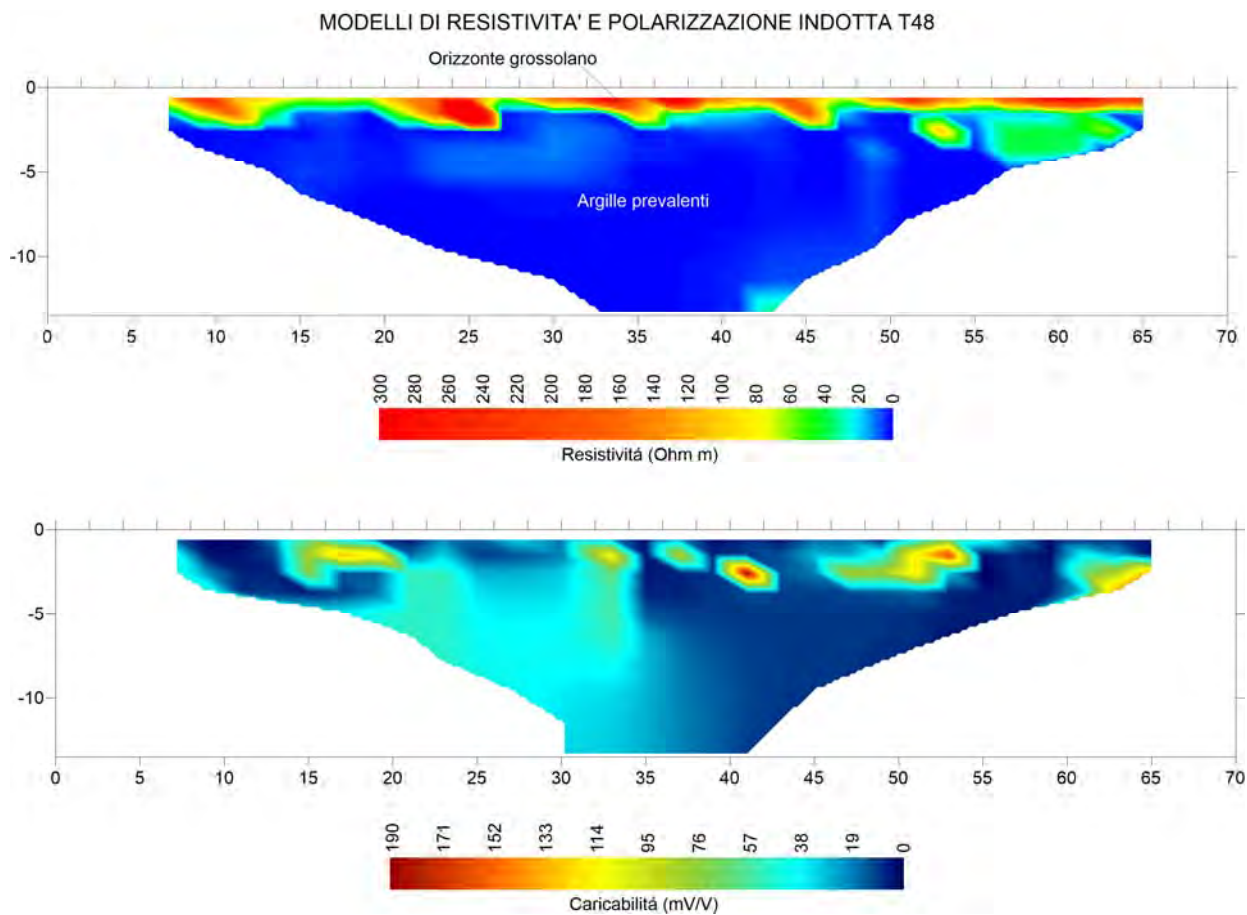 MODELLI DI RESISTIVITA' E POLARIZZAZIONE INDOTTA T48
Orizzonte grossolano
0
-5
-10
Argille prevalenti
0 5 10 15 20 25 30 35 40 45 50 55 60 65 70
300 280 260 240 220 200 180 160 140 120 100 80 60 40 20 0
Resistivitá (Ohm m)
0
-5
-10
0 5 10 15 20 25 30 35 40 45 50 55 60 65 70
190 171 152 133 114 95 76 57 38 19 0
Caricabilitá (mV/V)